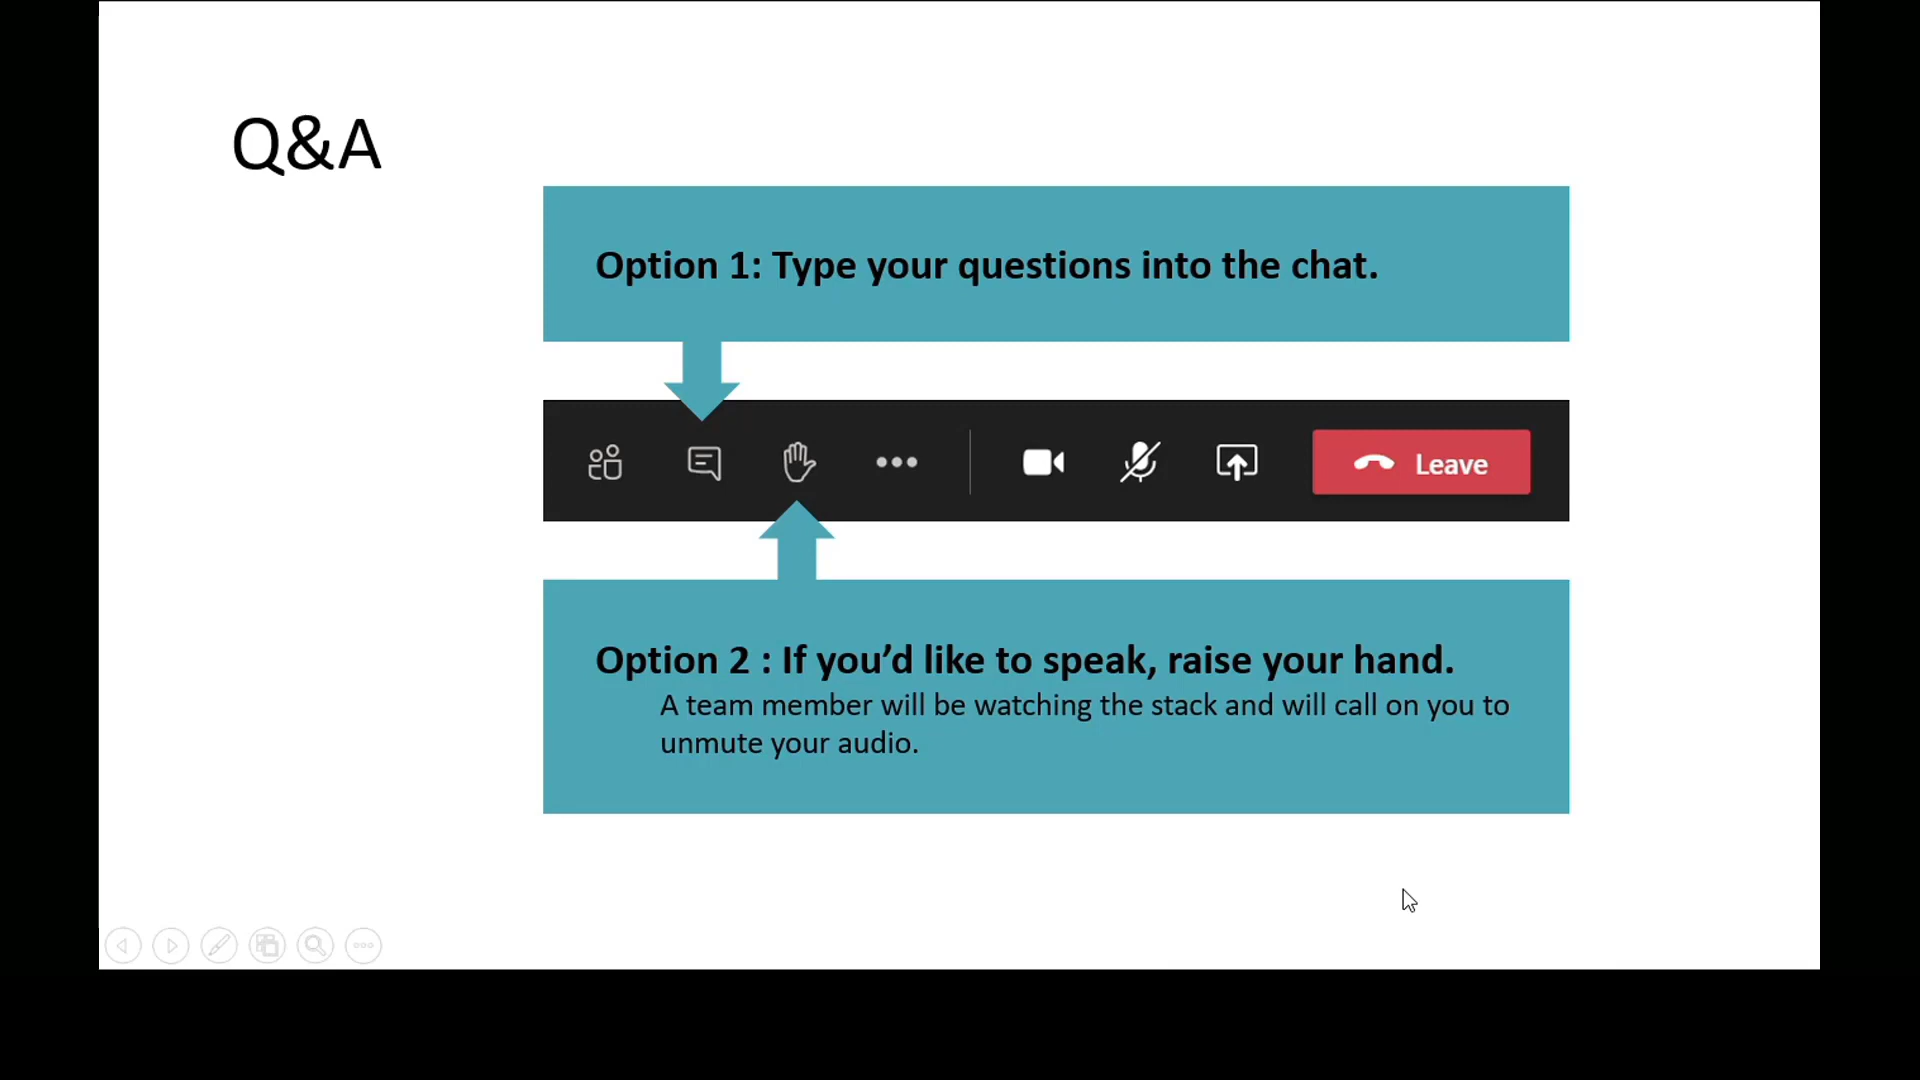 Q&A
Option 1: Type your questions into the chat.
Leave
Option 2 : If you’d like to speak, raise your hand.
A team member will be watching the stack and will call on you to
unmute your audio.